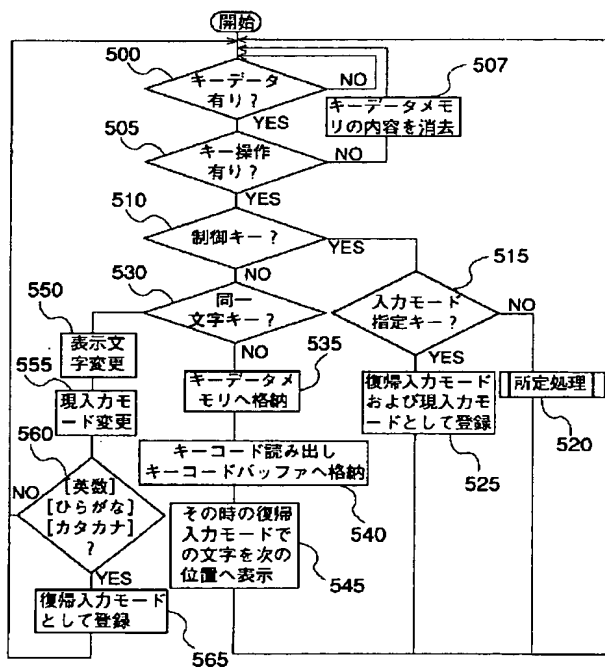 開始
500
キーデータ
有り?
NO
507
キーデータメモ
リの内容を消去
YES
505
キー操作
有り?
NO
YES
510
制御キー?
YES
NO
515
入力モード
指定キー?
NO
YES
530
同一
文字キー?
NO
550
表示文
字変更
555
現入力モ
ード変更
535
キーデータメ
モリへ格納
復帰入力モード
および現入力モ
ードとして登録
525
所定処理
520
560
[英数]
[ひらがな]
[カタカナ]
?
NO
YES
キーコード読み出し
キーコードバッファへ格納
540
その時の復帰
入力モードで
の文字を次の
位置へ表示
545
復帰入力モード
として登録
565